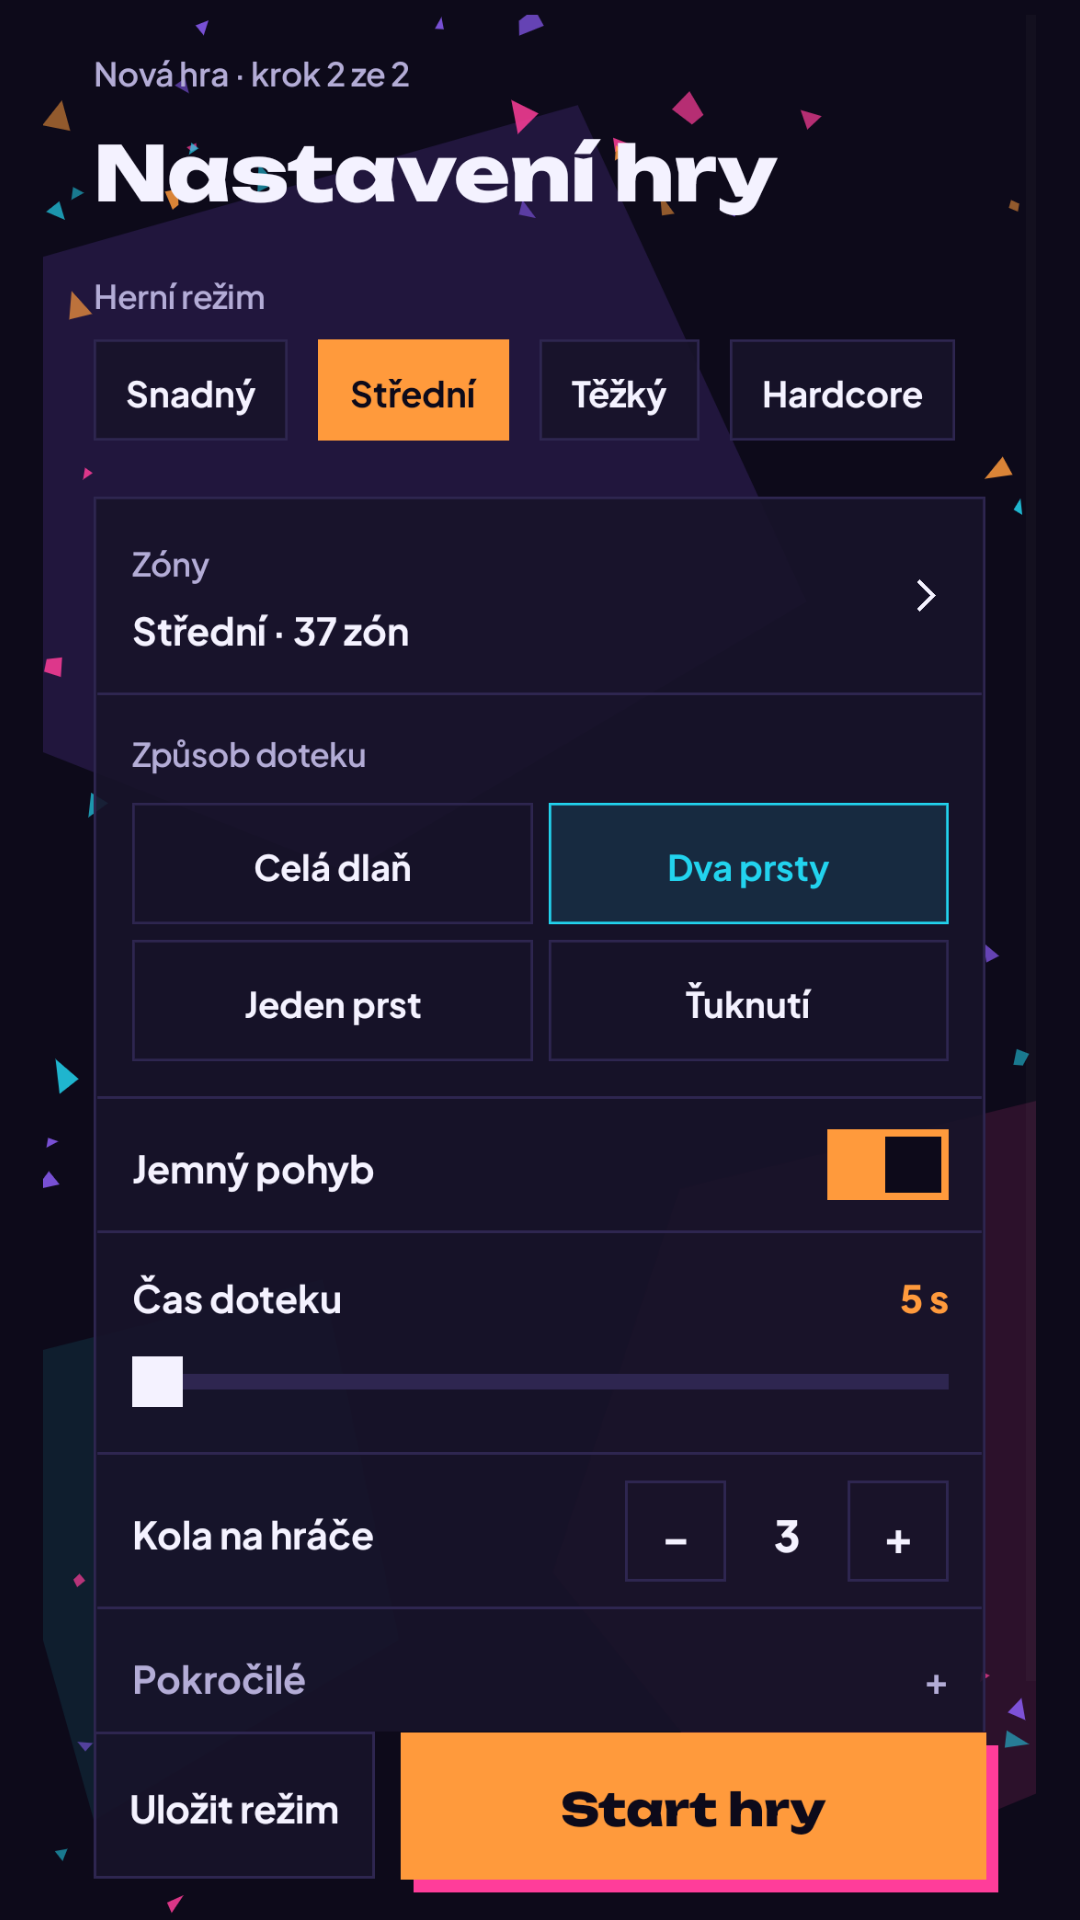 Nová hra · krok 2 ze 2
Nastavení hry
Herní režim
Snadný Střední Těžký Hardcore
Zóny
Střední · 37 zón
Způsob doteku
Celá dlaň Dva prsty
Jeden prst Ťuknutí
Jemný pohyb
Čas doteku 5 s
Kola na hráče − 3 +
Pokročilé +
Uložit režim Start hry